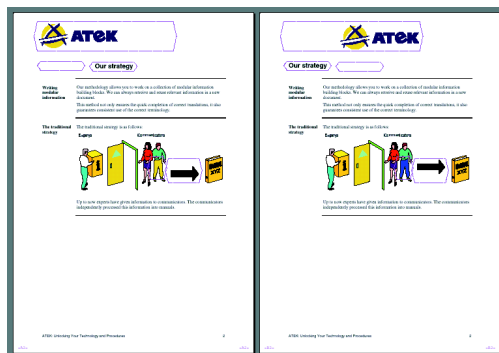 ATEK
Our strategy
Writing modular information
Our methodology allows you to work on a collection of modular information
building blocks. We can always retrieve and reuse relevant information in a new
document.
This method not only ensures the quick completion of correct translations, it also
guarantees consistent use of the correct terminology.
The traditional strategy
The traditional strategy is as follows:
Experts
Communicators
XYZ
Up to now experts have given information to communicators. The communicators
independently processed this information into manuals.
ATEK: Unlocking Your Technology and Procedures
2
ATEK
Our strategy
Writing modular information
Our methodology allows you to work on a collection of modular information
building blocks. We can always retrieve and reuse relevant information in a new
document.
This method not only ensures the quick completion of correct translations, it also
guarantees consistent use of the correct terminology.
The traditional strategy
The traditional strategy is as follows:
Experts
Communicators
XYZ
Up to now experts have given information to communicators. The communicators
independently processed this information into manuals.
ATEK: Unlocking Your Technology and Procedures